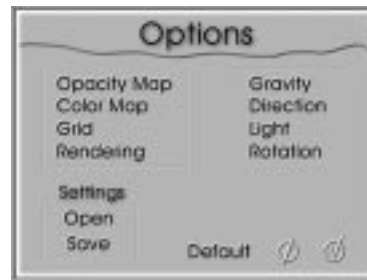 Options
Opacity Map
Color Map
Grid
Rendering
Gravity
Direction
Light
Rotation
Settings
Open
Save
Default